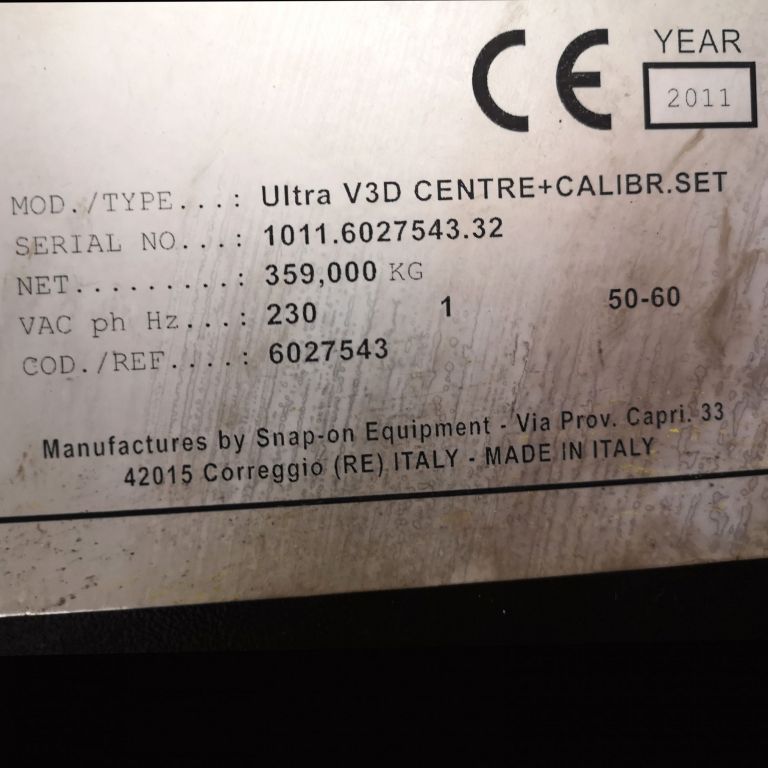 CE YEAR
2011
MOD./TYPE...: Ultra V3D CENTRE+CALIBR.SET
SERIAL NO...: 1011.6027543.32
NET..........: 359,000 KG
VAC ph Hz...: 230 1 50-60
COD./REF....: 6027543
Manufactures by Snap-on Equipment - Via Prov. Capri. 33
42015 Correggio (RE) ITALY - MADE IN ITALY